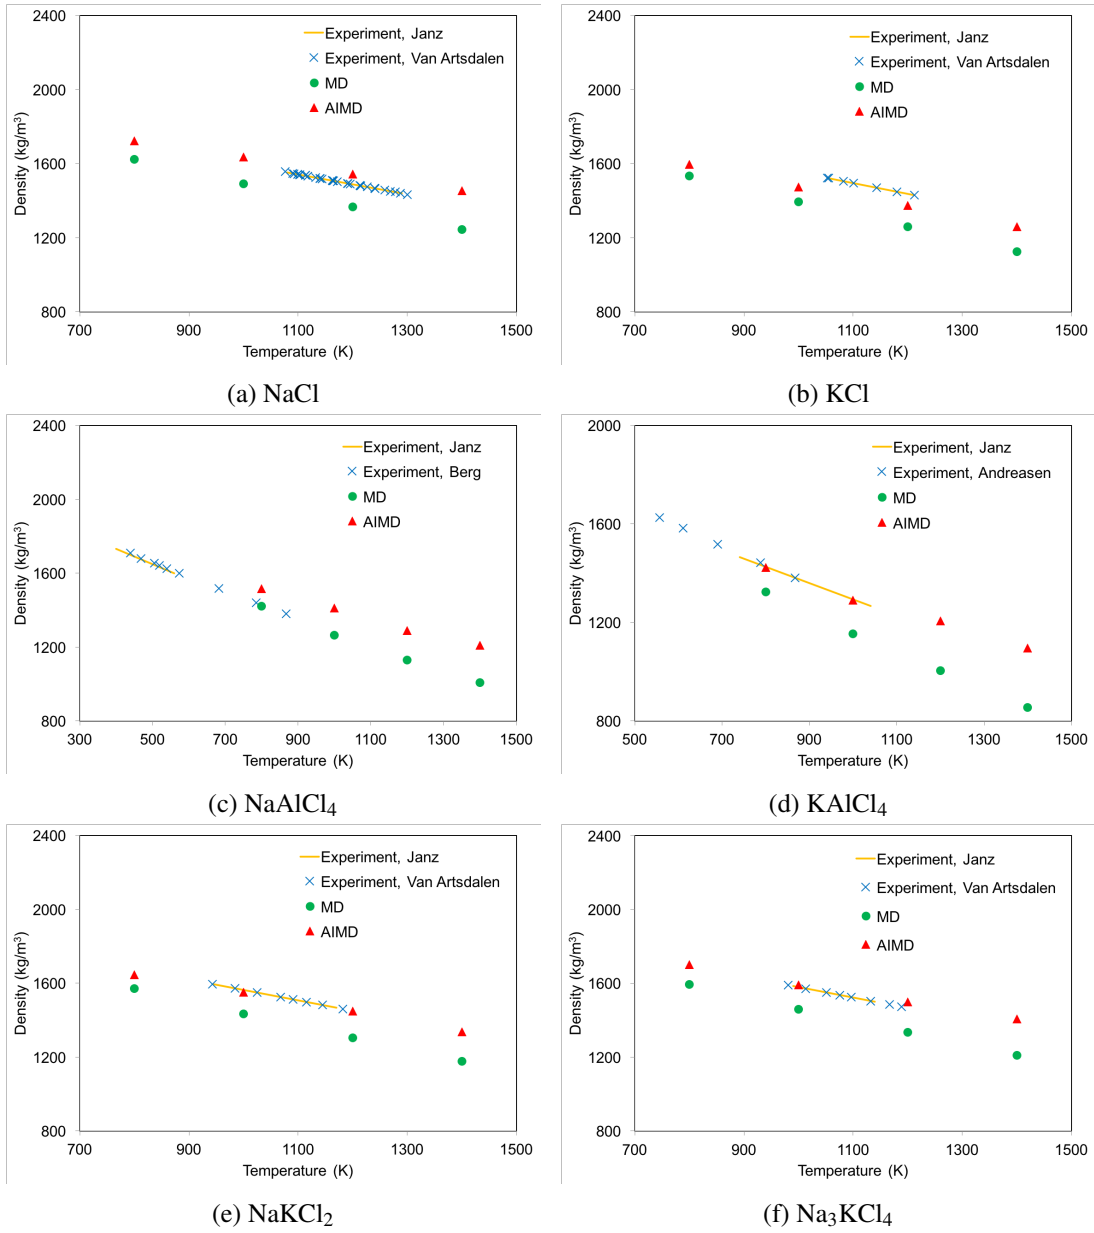 2400
2000
1600
1200
800
Density (kg/m³)
Experiment, Janz
Experiment, Van Artsdalen
MD
AIMD
700 900 1100 1300 1500
Temperature (K)
(a) NaCl
2400
2000
1600
1200
800
Density (kg/m³)
Experiment, Janz
Experiment, Van Artsdalen
MD
AIMD
700 900 1100 1300 1500
Temperature (K)
(b) KCl
2400
2000
1600
1200
800
Density (kg/m³)
Experiment, Janz
Experiment, Berg
MD
AIMD
300 500 700 900 1100 1300 1500
Temperature (K)
(c) NaAlCl₄
2000
1600
1200
800
Density (kg/m³)
Experiment, Janz
Experiment, Andreasen
MD
AIMD
500 700 900 1100 1300 1500
Temperature (K)
(d) KAlCl₄
2400
2000
1600
1200
800
Density (kg/m³)
Experiment, Janz
Experiment, Van Artsdalen
MD
AIMD
700 900 1100 1300 1500
Temperature (K)
(e) NaKCl₂
2400
2000
1600
1200
800
Density (kg/m³)
Experiment, Janz
Experiment, Van Artsdalen
MD
AIMD
700 900 1100 1300 1500
Temperature (K)
(f) Na₃KCl₄